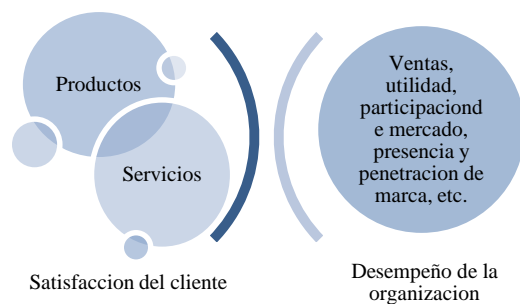 Productos
Servicios
Satisfaccion del cliente
Ventas,
utilidad,
participaciond
e mercado,
presencia y
penetracion de
marca, etc.
Desempeño de la
organizacion